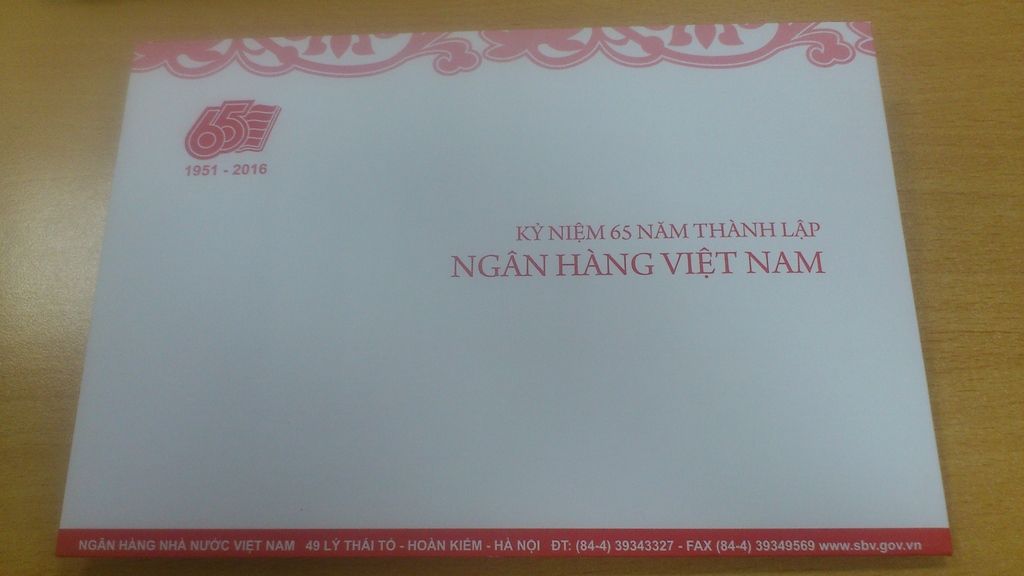 65
1951 - 2016
KỶ NIỆM 65 NĂM THÀNH LẬP
NGÂN HÀNG VIỆT NAM
NGÂN HÀNG NHÀ NƯỚC VIỆT NAM 49 LÝ THÁI TỔ - HOÀN KIẾM - HÀ NỘI ĐT: (84-4) 39343327 - FAX (84-4) 39349569 www.sbv.gov.vn